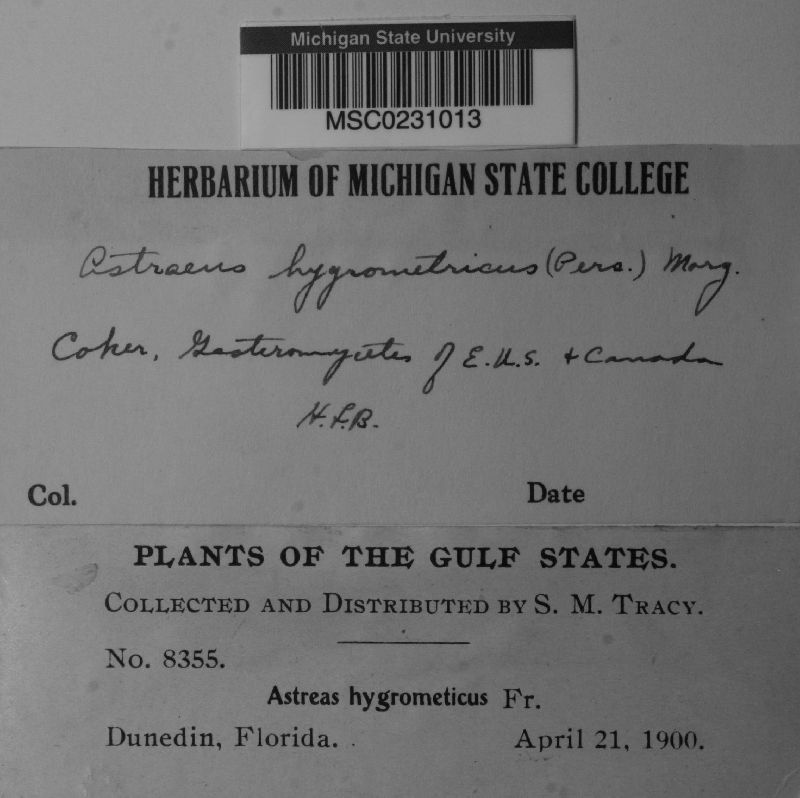 Michigan State University
MSC0231013
HERBARIUM OF MICHIGAN STATE COLLEGE
Astraeus hygrometricus (Pers.) Morg.
Coker, Gasteromycetes of E.U.S. + Canada
H.L.B.
Col. Date
PLANTS OF THE GULF STATES.
COLLECTED AND DISTRIBUTED BY S. M. TRACY.
No. 8355.
Astreas hygrometicus Fr.
Dunedin, Florida. April 21, 1900.